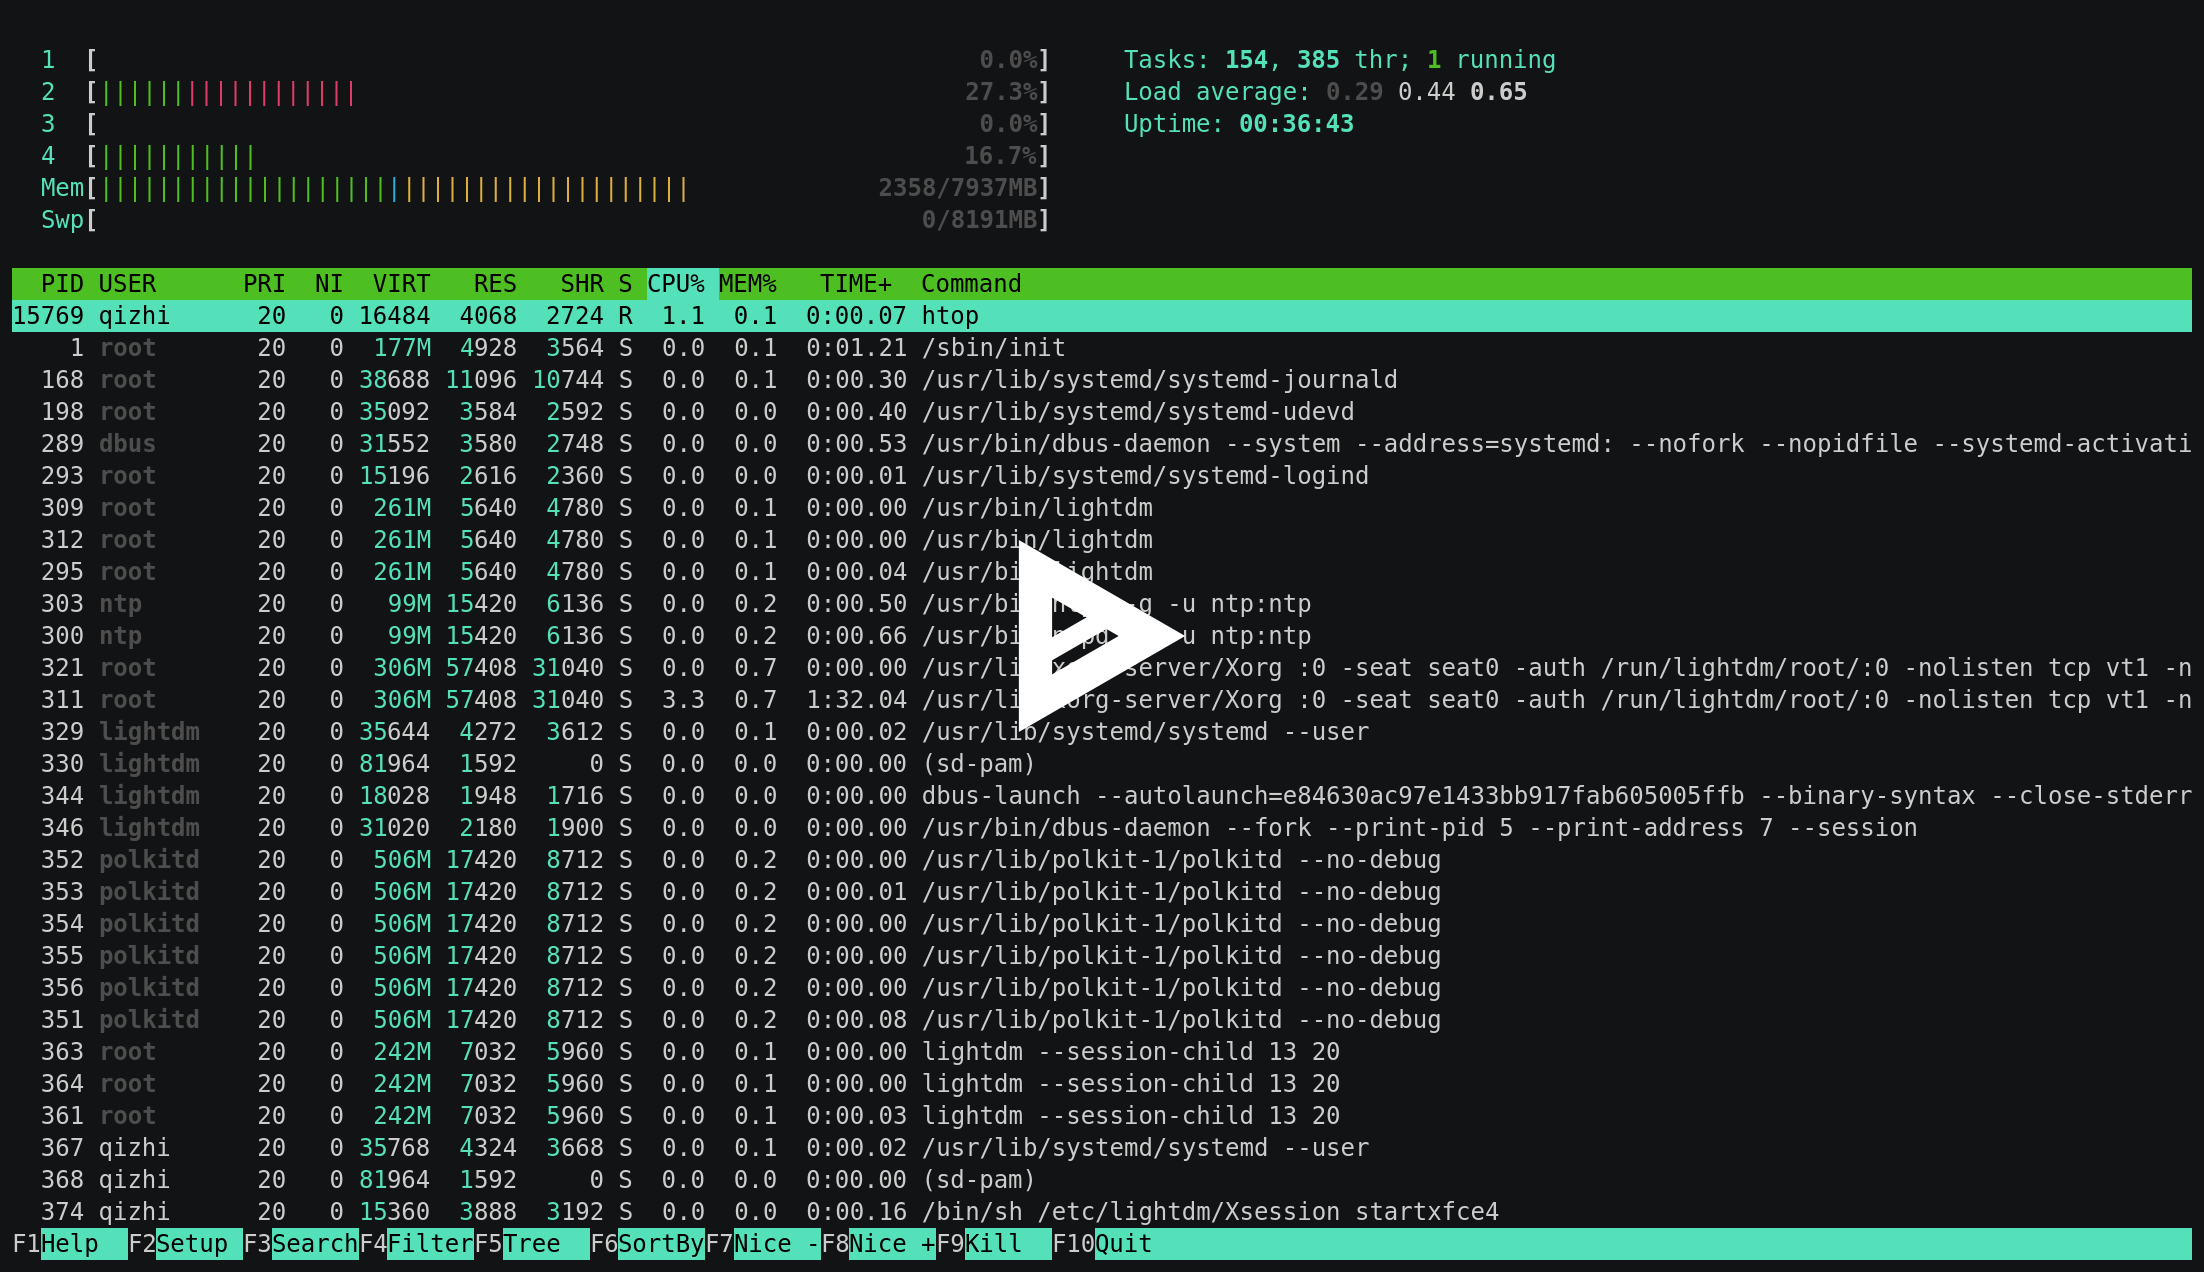 1 [ 0.0%] Tasks: 154, 385 thr; 1 running
2 [|||||||||||||||||| 27.3%] Load average: 0.29 0.44 0.65
3 [ 0.0%] Uptime: 00:36:43
4 [||||||||||| 16.7%]
Mem[||||||||||||||||||||||||||||||||||||||||| 2358/7937MB]
Swp[ 0/8191MB]
PID USER PRI NI VIRT RES SHR S CPU% MEM% TIME+ Command
15769 qizhi 20 0 16484 4068 2724 R 1.1 0.1 0:00.07 htop
1 root 20 0 177M 4928 3564 S 0.0 0.1 0:01.21 /sbin/init
168 root 20 0 38688 11096 10744 S 0.0 0.1 0:00.30 /usr/lib/systemd/systemd-journald
198 root 20 0 35092 3584 2592 S 0.0 0.0 0:00.40 /usr/lib/systemd/systemd-udevd
289 dbus 20 0 31552 3580 2748 S 0.0 0.0 0:00.53 /usr/bin/dbus-daemon --system --address=systemd: --nofork --nopidfile --systemd-activati
293 root 20 0 15196 2616 2360 S 0.0 0.0 0:00.01 /usr/lib/systemd/systemd-logind
309 root 20 0 261M 5640 4780 S 0.0 0.1 0:00.00 /usr/bin/lightdm
312 root 20 0 261M 5640 4780 S 0.0 0.1 0:00.00 /usr/bin/lightdm
295 root 20 0 261M 5640 4780 S 0.0 0.1 0:00.04 /usr/bin/lightdm
303 ntp 20 0 99M 15420 6136 S 0.0 0.2 0:00.50 /usr/bin/ntpd -g -u ntp:ntp
300 ntp 20 0 99M 15420 6136 S 0.0 0.2 0:00.66 /usr/bin/ntpd -g -u ntp:ntp
321 root 20 0 306M 57408 31040 S 0.0 0.7 0:00.00 /usr/lib/xorg-server/Xorg :0 -seat seat0 -auth /run/lightdm/root/:0 -nolisten tcp vt1 -n
311 root 20 0 306M 57408 31040 S 3.3 0.7 1:32.04 /usr/lib/xorg-server/Xorg :0 -seat seat0 -auth /run/lightdm/root/:0 -nolisten tcp vt1 -n
329 lightdm 20 0 35644 4272 3612 S 0.0 0.1 0:00.02 /usr/lib/systemd/systemd --user
330 lightdm 20 0 81964 1592 0 S 0.0 0.0 0:00.00 (sd-pam)
344 lightdm 20 0 18028 1948 1716 S 0.0 0.0 0:00.00 dbus-launch --autolaunch=e84630ac97e1433bb917fab605005ffb --binary-syntax --close-stderr
346 lightdm 20 0 31020 2180 1900 S 0.0 0.0 0:00.00 /usr/bin/dbus-daemon --fork --print-pid 5 --print-address 7 --session
352 polkitd 20 0 506M 17420 8712 S 0.0 0.2 0:00.00 /usr/lib/polkit-1/polkitd --no-debug
353 polkitd 20 0 506M 17420 8712 S 0.0 0.2 0:00.01 /usr/lib/polkit-1/polkitd --no-debug
354 polkitd 20 0 506M 17420 8712 S 0.0 0.2 0:00.00 /usr/lib/polkit-1/polkitd --no-debug
355 polkitd 20 0 506M 17420 8712 S 0.0 0.2 0:00.00 /usr/lib/polkit-1/polkitd --no-debug
356 polkitd 20 0 506M 17420 8712 S 0.0 0.2 0:00.00 /usr/lib/polkit-1/polkitd --no-debug
351 polkitd 20 0 506M 17420 8712 S 0.0 0.2 0:00.08 /usr/lib/polkit-1/polkitd --no-debug
363 root 20 0 242M 7032 5960 S 0.0 0.1 0:00.00 lightdm --session-child 13 20
364 root 20 0 242M 7032 5960 S 0.0 0.1 0:00.00 lightdm --session-child 13 20
361 root 20 0 242M 7032 5960 S 0.0 0.1 0:00.03 lightdm --session-child 13 20
367 qizhi 20 0 35768 4324 3668 S 0.0 0.1 0:00.02 /usr/lib/systemd/systemd --user
368 qizhi 20 0 81964 1592 0 S 0.0 0.0 0:00.00 (sd-pam)
374 qizhi 20 0 15360 3888 3192 S 0.0 0.0 0:00.16 /bin/sh /etc/lightdm/Xsession startxfce4
F1Help F2Setup F3SearchF4FilterF5Tree F6SortByF7Nice -F8Nice +F9Kill F10Quit